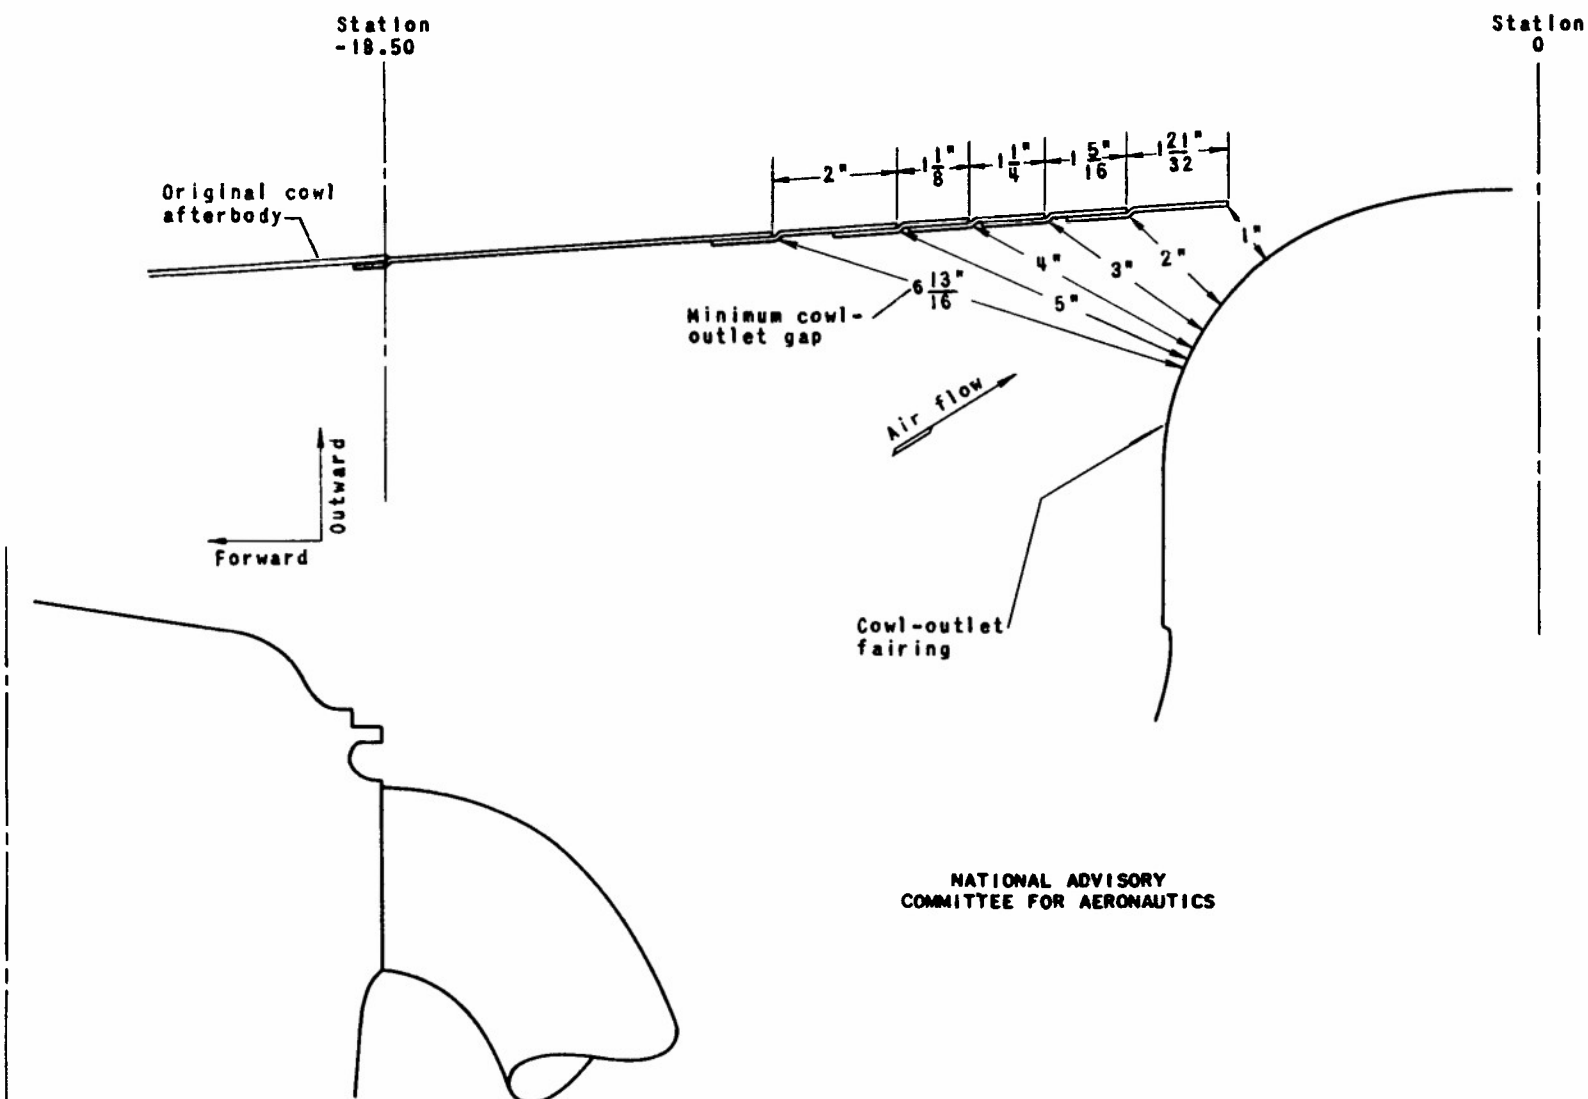 Station
-18.50
Station
0
2" 1 1/8" 1 1/4" 1 5/16" 1 21/32"
Original cowl
afterbody
1"
2"
3"
4"
5"
6 13/16"
Minimum cowl-
outlet gap
Air flow
Outward
Forward
Cowl-outlet
fairing
NATIONAL ADVISORY
COMMITTEE FOR AERONAUTICS